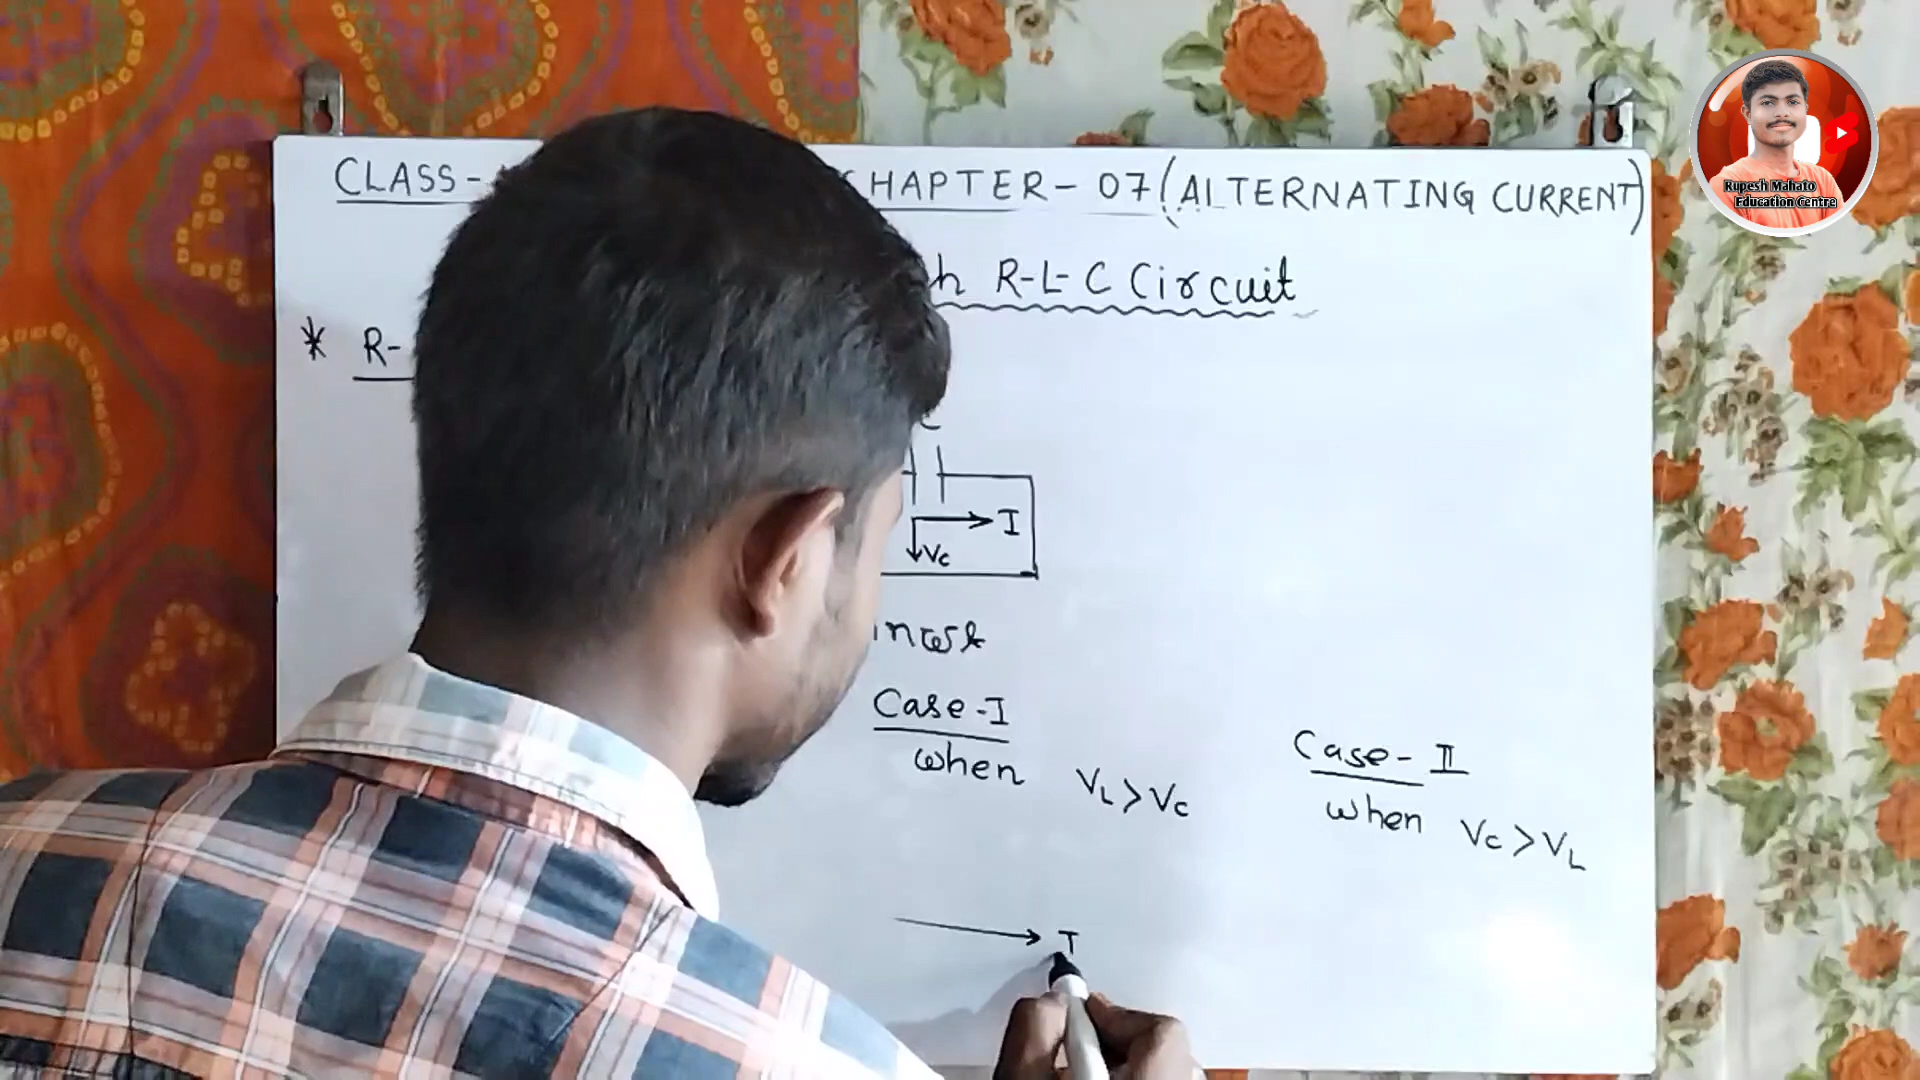 CLASS- HAPTER-07(ALTERNATING CURRENT)
h R-L-C Circuit
* R-
I
Vc
Case-I
when VL>Vc
Case-II
when Vc>VL
I
Rupesh Mahato
Education Centre